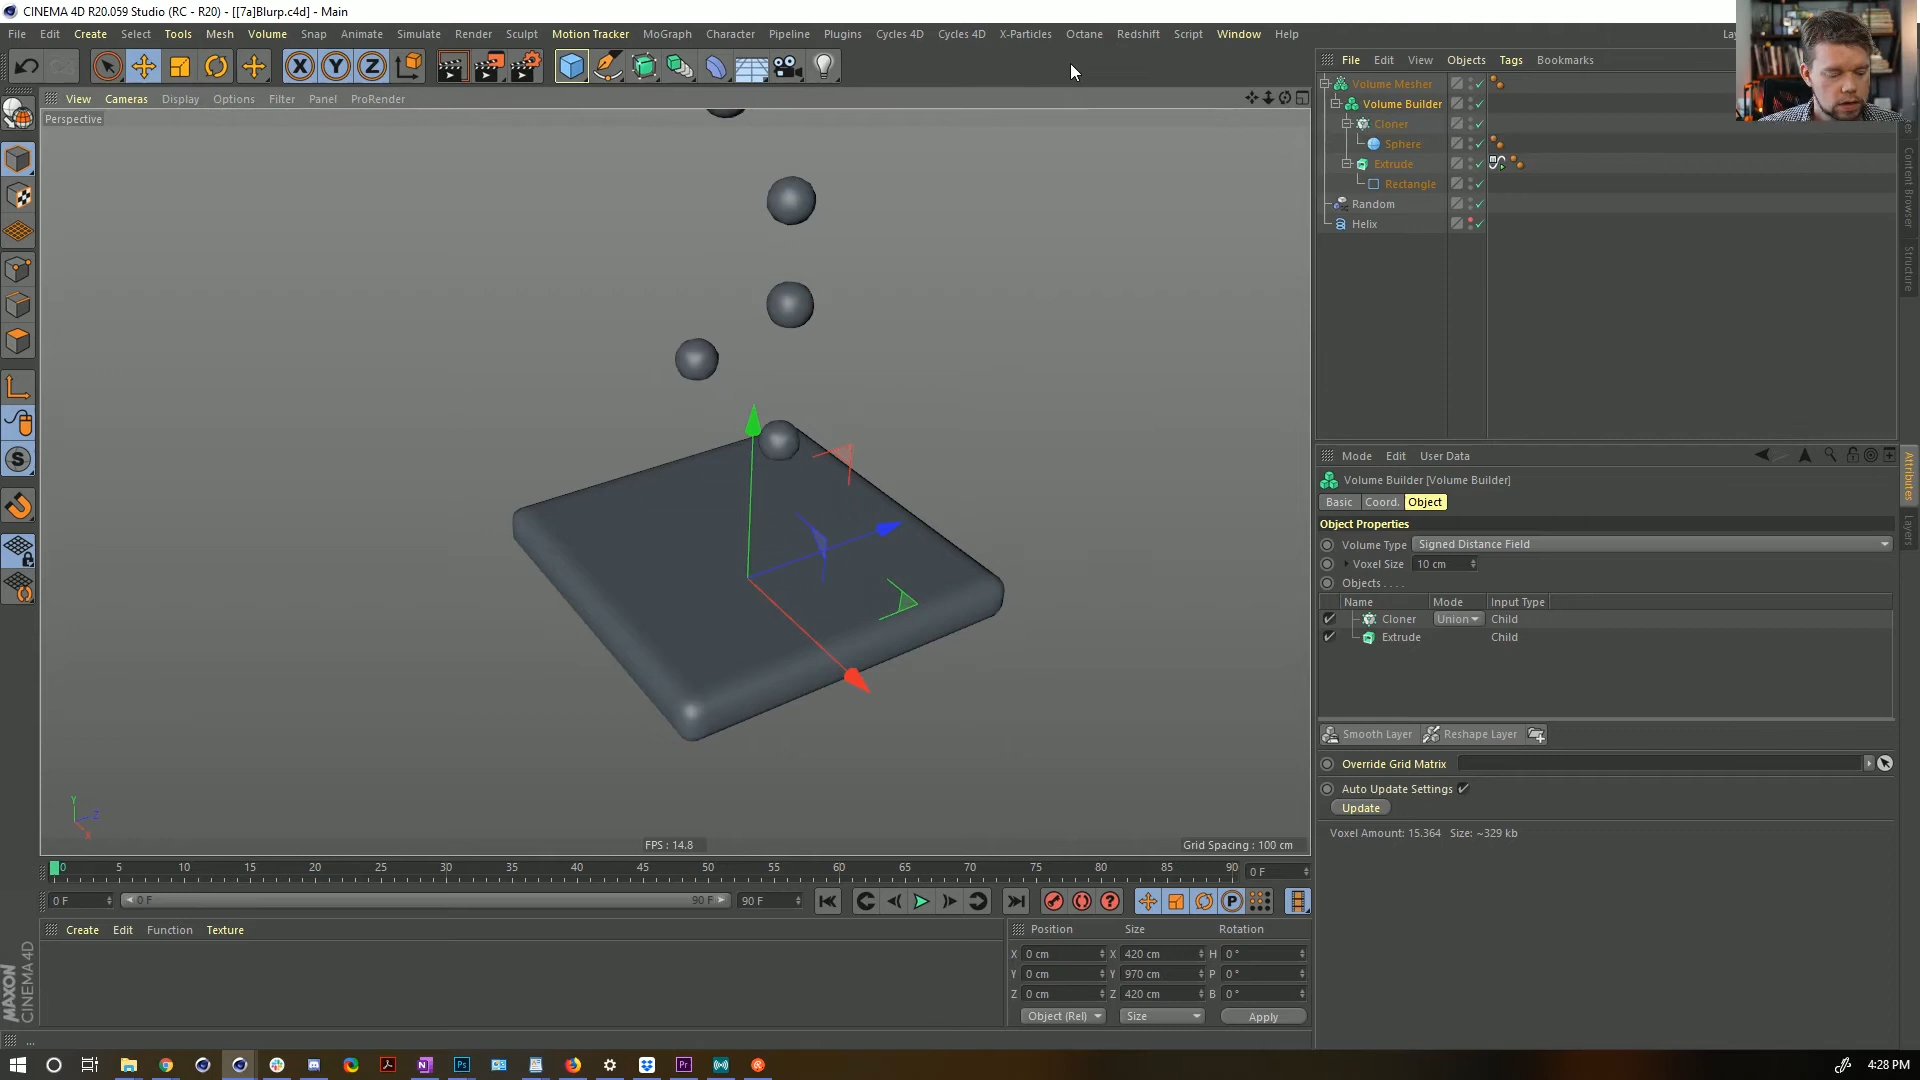 CINEMA 4D R20.059 Studio (RC - R20) - [[7a]Blurp.c4d] - Main
File Edit Create Select Tools Mesh Volume Snap Animate Simulate Render Sculpt Motion Tracker MoGraph Character Pipeline Plugins Cycles 4D Cycles 4D X-Particles Octane Redshift Script Window Help
File Edit View Objects Tags Bookmarks
View Cameras Display Options Filter Panel ProRender
Perspective
Volume Mesher
Volume Builder
Cloner
Sphere
Extrude
Rectangle
Random
Helix
Content Browser
Structure
Mode Edit User Data
Attributes
Layers
Volume Builder [Volume Builder]
Basic Coord. Object
Object Properties
Volume Type Signed Distance Field
Voxel Size 10 cm
Objects . . . .
Name Mode Input Type
Cloner Union Child
Extrude Child
Smooth Layer Reshape Layer
Override Grid Matrix
Auto Update Settings
Update
Voxel Amount: 15.364 Size: ~329 kb
Y
Z
X
FPS : 14.8
Grid Spacing : 100 cm
0 5 10 15 20 25 30 35 40 45 50 55 60 65 70 75 80 85 90 0 F
0 F 0 F 90 F 90 F
Create Edit Function Texture
Position Size Rotation
X 0 cm X 420 cm H 0 °
Y 0 cm Y 970 cm P 0 °
Z 0 cm Z 420 cm B 0 °
Object (Rel) Size Apply
MAXON
CINEMA 4D
...
4:28 PM